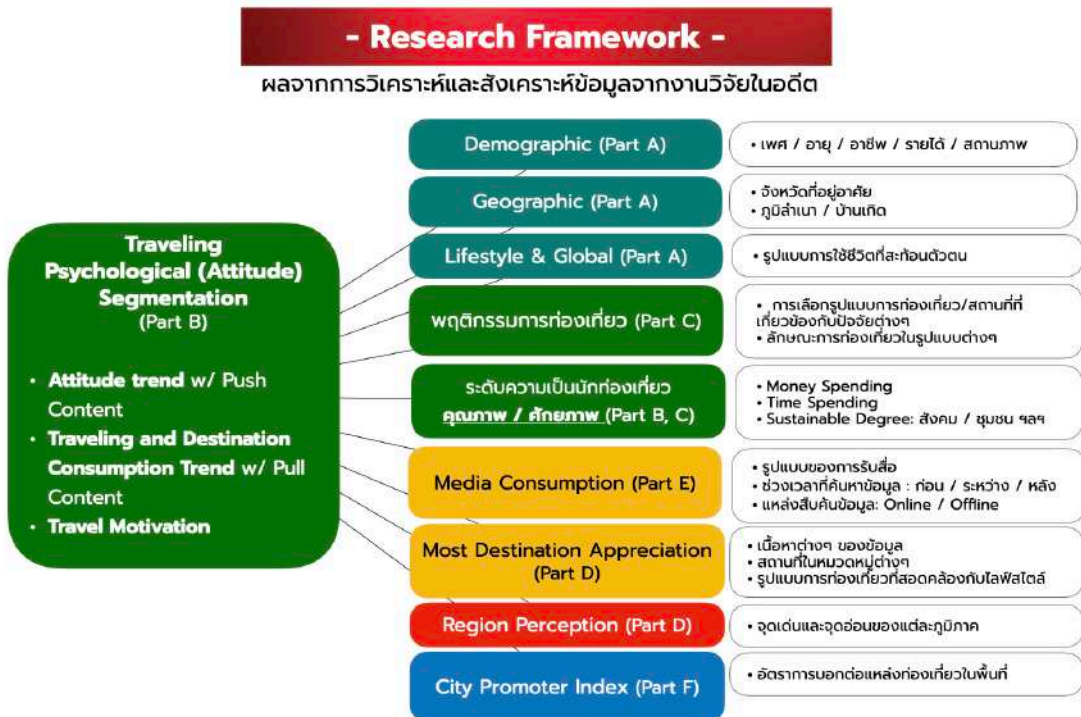 - Research Framework -
ผลจากการวิเคราะห์และสังเคราะห์ข้อมูลจากงานวิจัยในอดีต
Traveling
Psychological (Attitude)
Segmentation
(Part B)
• Attitude trend w/ Push
Content
• Traveling and Destination
Consumption Trend w/ Pull
Content
• Travel Motivation
Demographic (Part A)
• เพศ / อายุ / อาชีพ / รายได้ / สถานภาพ
Geographic (Part A)
• จังหวัดที่อยู่อาศัย
• ภูมิลำเนา / บ้านเกิด
Lifestyle & Global (Part A)
• รูปแบบการใช้ชีวิตที่สะท้อนตัวตน
พฤติกรรมการท่องเที่ยว (Part C)
• การเลือกรูปแบบการท่องเที่ยว/สถานที่ที่
เกี่ยวข้องกับปัจจัยต่างๆ
• ลักษณะการท่องเที่ยวในรูปแบบต่างๆ
ระดับความเป็นนักท่องเที่ยว
คุณภาพ / ศักยภาพ (Part B, C)
• Money Spending
• Time Spending
• Sustainable Degree: สังคม / ชุมชน ฯลฯ
Media Consumption (Part E)
• รูปแบบของการรับสื่อ
• ช่วงเวลาที่ค้นหาข้อมูล : ก่อน / ระหว่าง / หลัง
• แหล่งสืบค้นข้อมูล: Online / Offline
Most Destination Appreciation
(Part D)
• เนื้อหาต่างๆ ของข้อมูล
• สถานที่ในหมวดหมู่ต่างๆ
• รูปแบบการท่องเที่ยวที่สอดคล้องกับไลฟ์สไตล์
Region Perception (Part D)
• จุดเด่นและจุดอ่อนของแต่ละภูมิภาค
City Promoter Index (Part F)
• อัตราการบอกต่อแหล่งท่องเที่ยวในพื้นที่